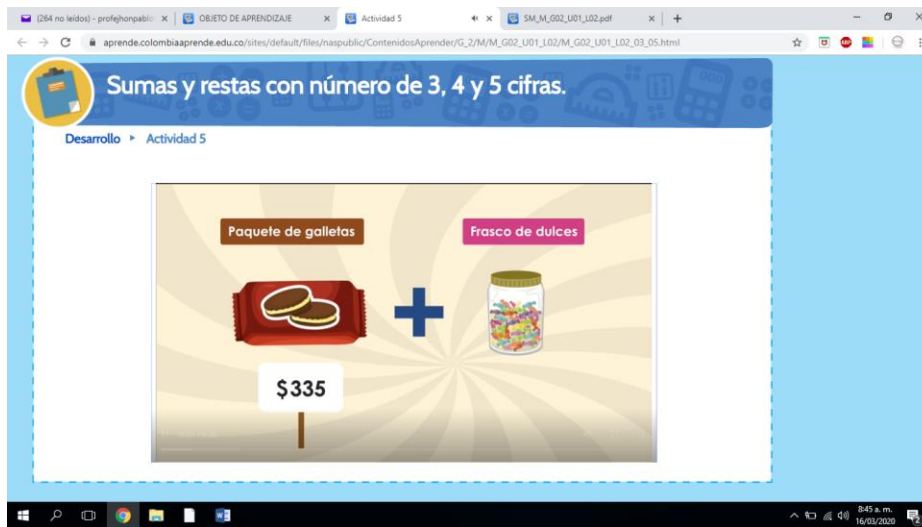 (264 no leídos) - profejhonpablo
OBJETO DE APRENDIZAJE
Actividad 5
SM_M_G02_U01_L02.pdf
aprende.colombiaaprende.edu.co/sites/default/files/naspublic/ContenidosAprender/G_2/M/M_G02_U01_L02/M_G02_U01_L02_03_05.html
Sumas y restas con número de 3, 4 y 5 cifras.
Desarrollo ▸ Actividad 5
Paquete de galletas
Frasco de dulces
$335
8:45 a. m.
16/03/2020